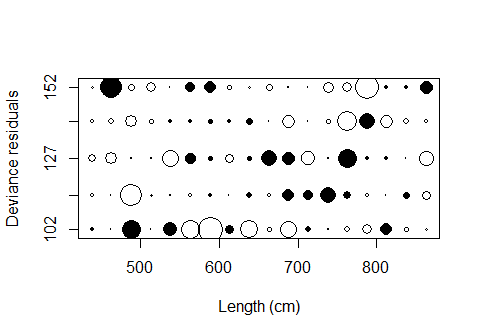 Deviance residuals
152
127
102
500 600 700 800
Length (cm)